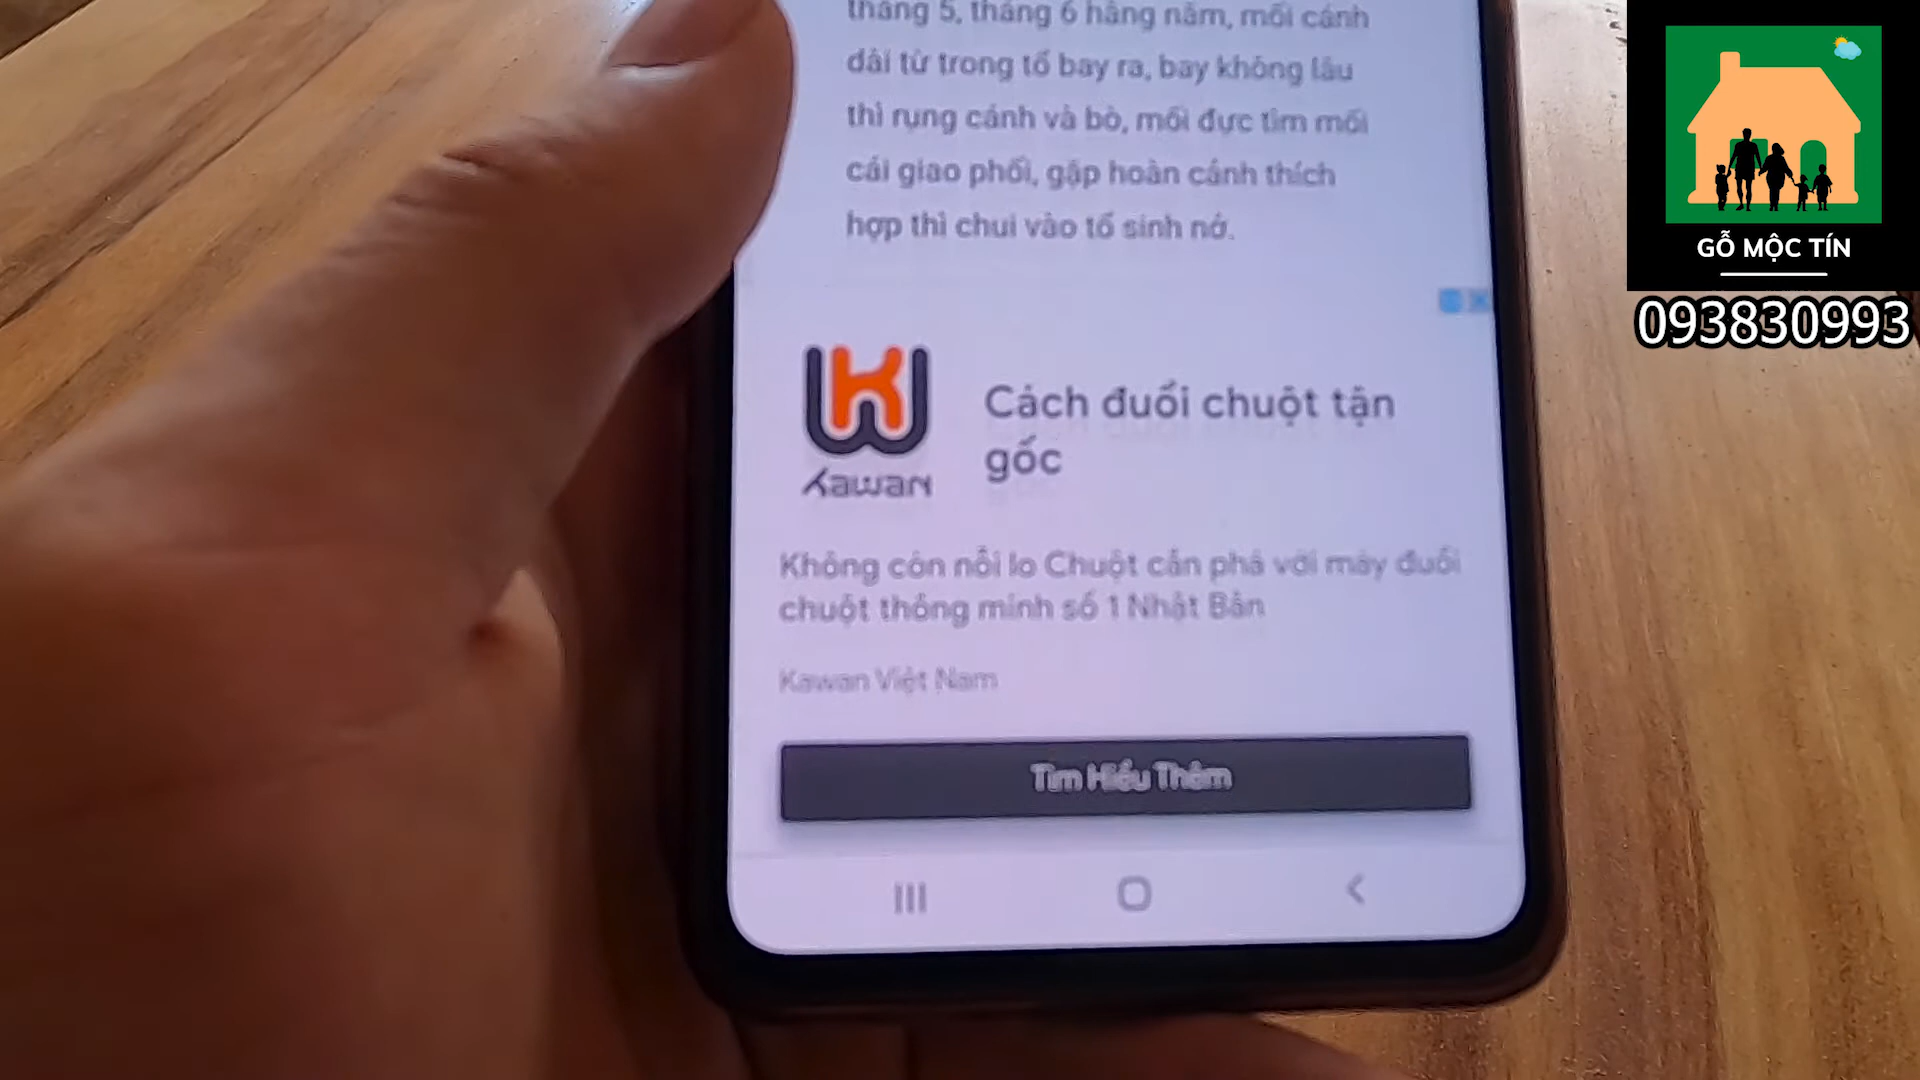 tháng 5, tháng 6 hàng năm, mối cánh
dài từ trong tổ bay ra, bay không lâu
thì rụng cánh và bò, mối đực tìm mối
cái giao phối, gặp hoàn cảnh thích
hợp thì chui vào tổ sinh nở.
Kawan
Cách đuổi chuột tận
gốc
Không còn nỗi lo Chuột cắn phá với máy đuổi
chuột thông minh số 1 Nhật Bản
Kawan Việt Nam
Tìm Hiểu Thêm
GỖ MỘC TÍN
093830993